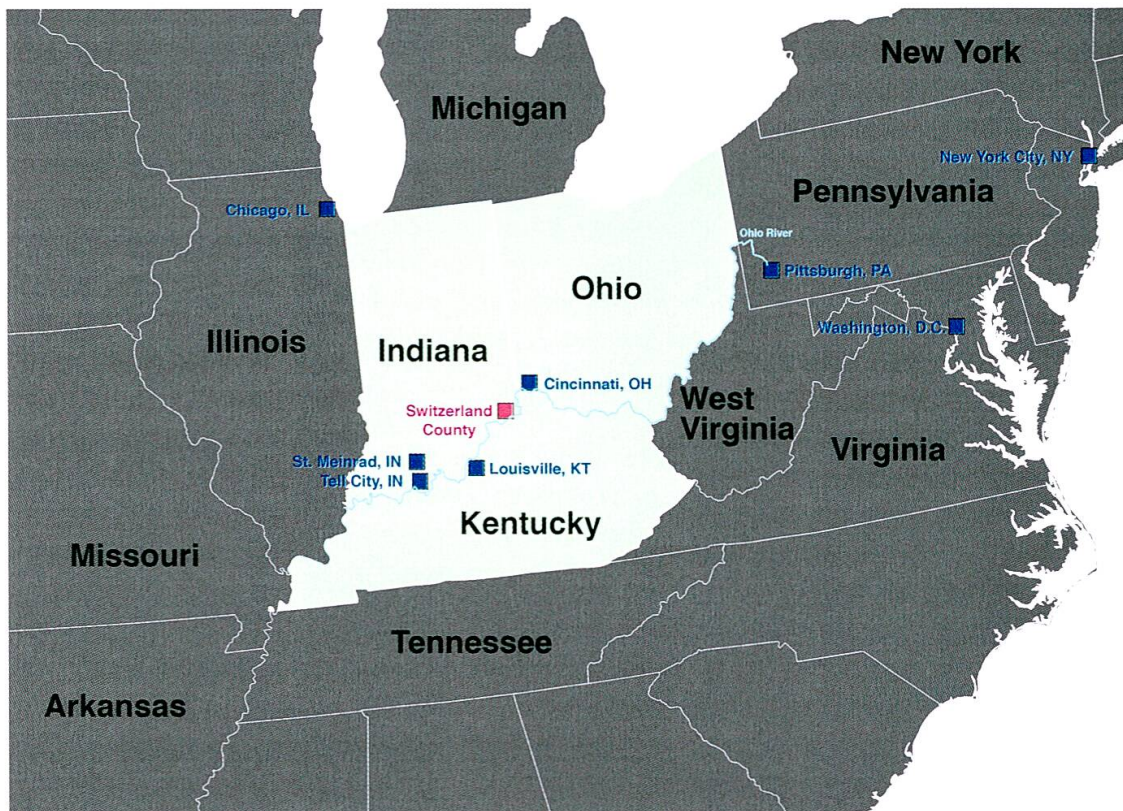 New York
Michigan
New York City, NY
Pennsylvania
Chicago, IL
Ohio River
Pittsburgh, PA
Ohio
Washington, D.C.
Illinois
Indiana
Cincinnati, OH
West
Virginia
Switzerland
County
Virginia
St. Meinrad, IN
Louisville, KT
Tell City, IN
Kentucky
Missouri
Tennessee
Arkansas